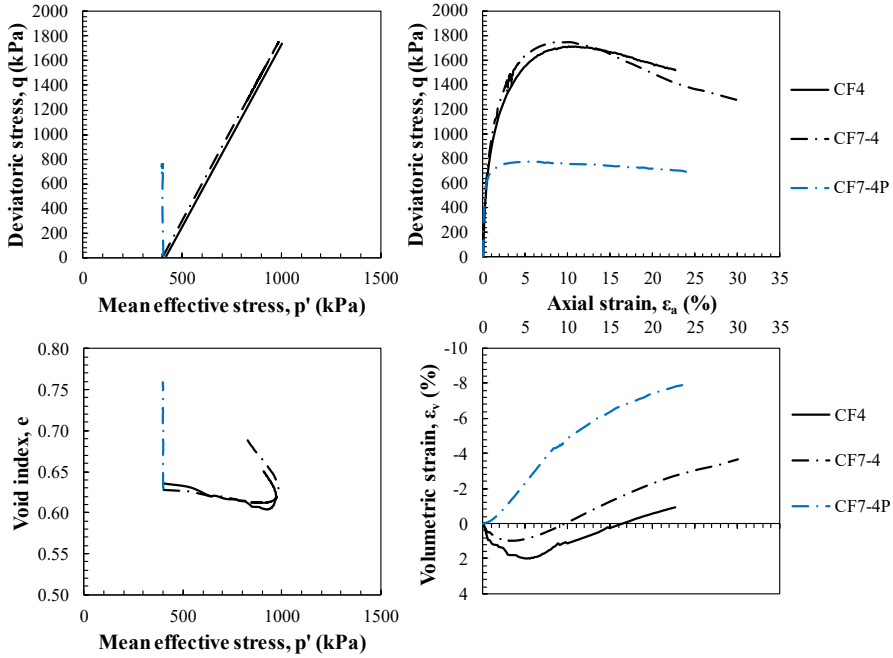 Deviatoric stress, q (kPa)
2000
1800
1600
1400
1200
1000
800
600
400
200
0
0 500 1000 1500
Mean effective stress, p' (kPa)
Deviatoric stress, q (kPa)
2000
1800
1600
1400
1200
1000
800
600
400
200
0
0 5 10 15 20 25 30 35
Axial strain, εa (%)
CF4
CF7-4
CF7-4P
Void index, e
0.80
0.75
0.70
0.65
0.60
0.55
0.50
0 500 1000 1500
Mean effective stress, p' (kPa)
0 5 10 15 20 25 30 35
Volumetric strain, εv (%)
-10
-8
-6
-4
-2
0
2
4
CF4
CF7-4
CF7-4P